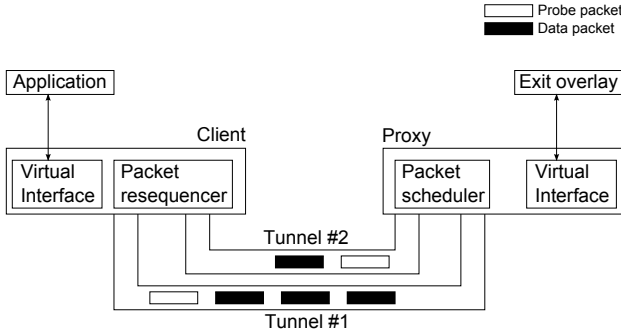 Probe packet
Data packet
Application
Exit overlay
Client
Proxy
Virtual
Interface
Packet
resequencer
Packet
scheduler
Virtual
Interface
Tunnel #2
Tunnel #1